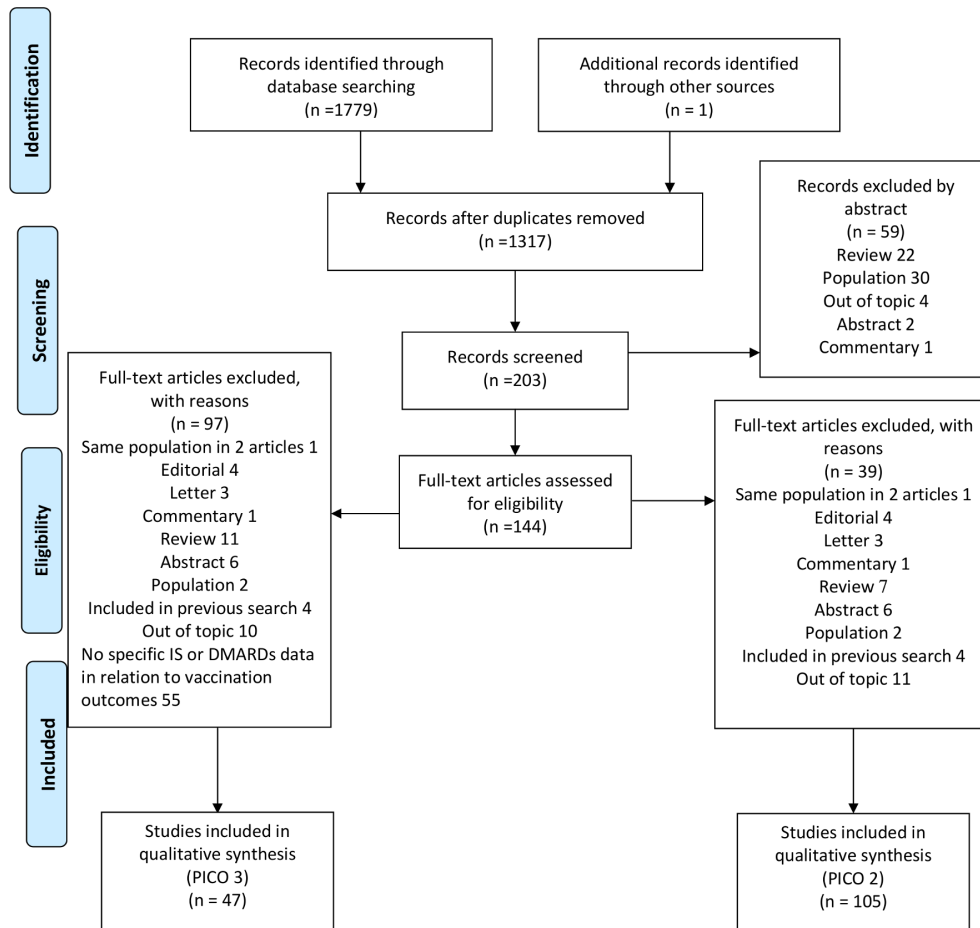 Identification
Records identified through
database searching
(n =1779)
Additional records identified
through other sources
(n = 1)
Records after duplicates removed
(n =1317)
Records excluded by
abstract
(n = 59)
Review 22
Population 30
Out of topic 4
Abstract 2
Commentary 1
Screening
Records screened
(n =203)
Full-text articles excluded,
with reasons
(n = 97)
Same population in 2 articles 1
Editorial 4
Letter 3
Commentary 1
Review 11
Abstract 6
Population 2
Included in previous search 4
Out of topic 10
No specific IS or DMARDs data
in relation to vaccination
outcomes 55
Eligibility
Full-text articles assessed
for eligibility
(n =144)
Full-text articles excluded, with
reasons
(n = 39)
Same population in 2 articles 1
Editorial 4
Letter 3
Commentary 1
Review 7
Abstract 6
Population 2
Included in previous search 4
Out of topic 11
Included
Studies included in
qualitative synthesis
(PICO 3)
(n = 47)
Studies included in
qualitative synthesis
(PICO 2)
(n = 105)